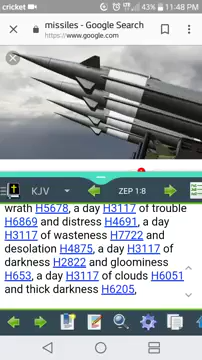 cricket 43% 11:48 PM
missiles - Google Search
https://www.google.com
KJV ZEP 1:8
wrath H5678, a day H3117 of trouble
H6869 and distress H4691, a day
H3117 of wasteness H7722 and
desolation H4875, a day H3117 of
darkness H2822 and gloominess
H653, a day H3117 of clouds H6051
and thick darkness H6205,